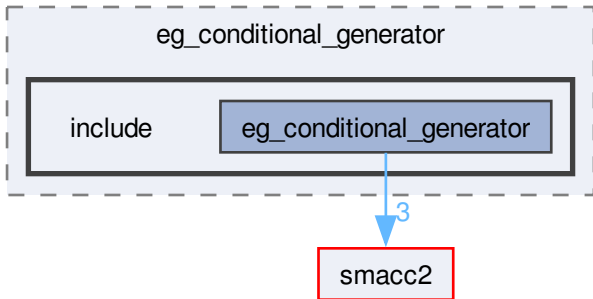 eg_conditional_generator
include
eg_conditional_generator
3
smacc2